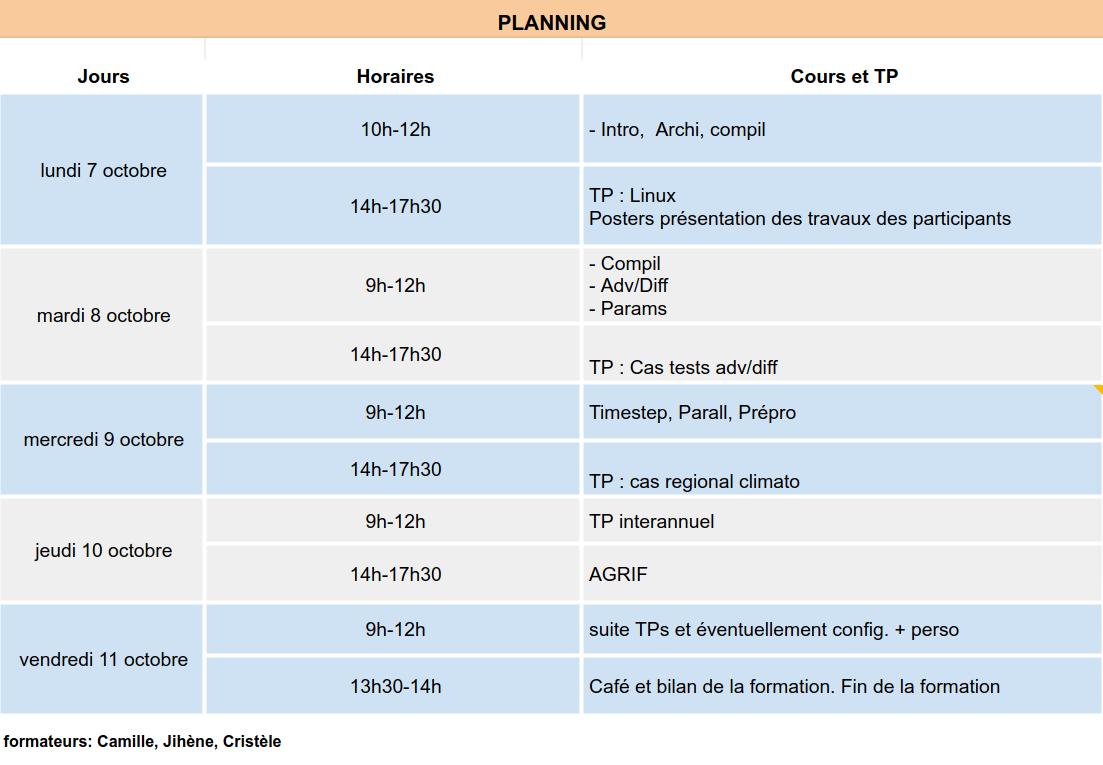 PLANNING
Jours Horaires Cours et TP
lundi 7 octobre
10h-12h - Intro, Archi, compil
14h-17h30 TP : Linux
Posters présentation des travaux des participants
mardi 8 octobre
9h-12h - Compil
- Adv/Diff
- Params
14h-17h30 TP : Cas tests adv/diff
mercredi 9 octobre
9h-12h Timestep, Parall, Prépro
14h-17h30 TP : cas regional climato
jeudi 10 octobre
9h-12h TP interannuel
14h-17h30 AGRIF
vendredi 11 octobre
9h-12h suite TPs et éventuellement config. + perso
13h30-14h Café et bilan de la formation. Fin de la formation
formateurs: Camille, Jihène, Cristèle